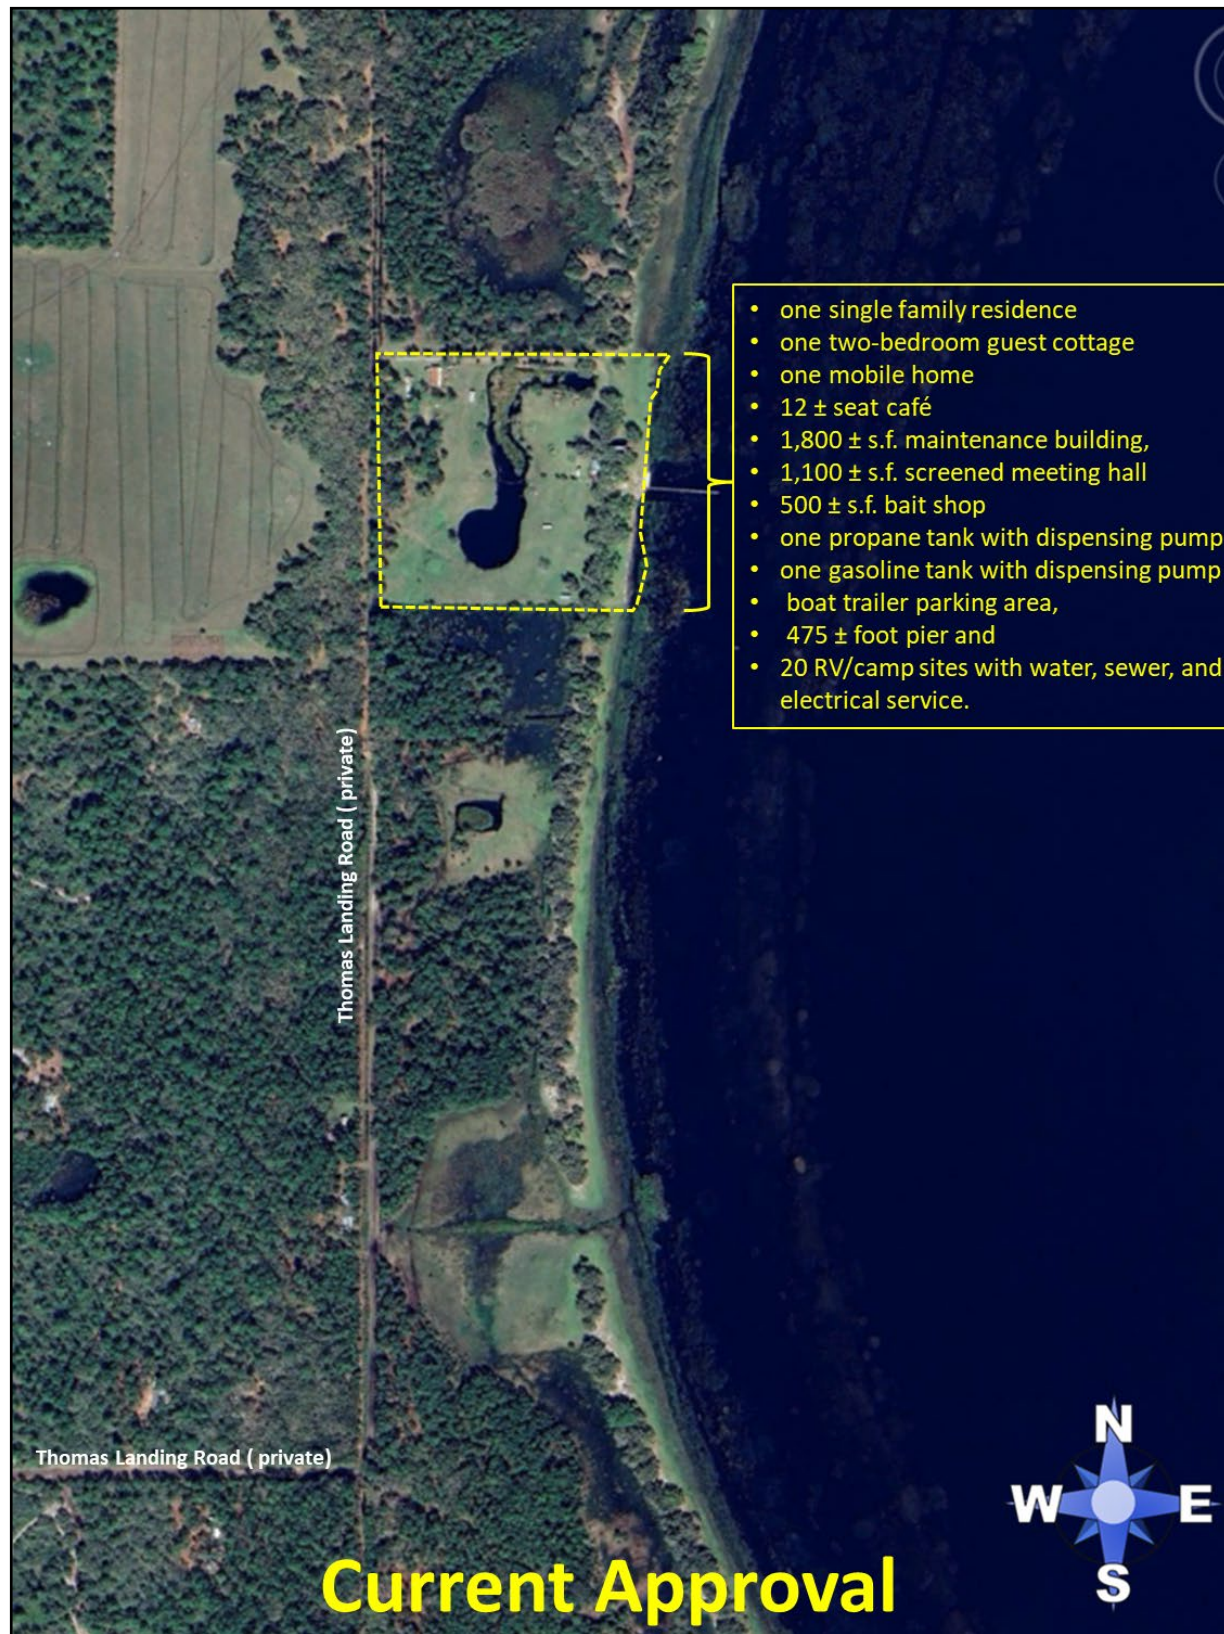 • one single family residence
• one two-bedroom guest cottage
• one mobile home
• 12 ± seat café
• 1,800 ± s.f. maintenance building,
• 1,100 ± s.f. screened meeting hall
• 500 ± s.f. bait shop
• one propane tank with dispensing pump
• one gasoline tank with dispensing pump
• boat trailer parking area,
• 475 ± foot pier and
• 20 RV/camp sites with water, sewer, and
electrical service.
Thomas Landing Road ( private)
Thomas Landing Road ( private)
N
W E
S
Current Approval